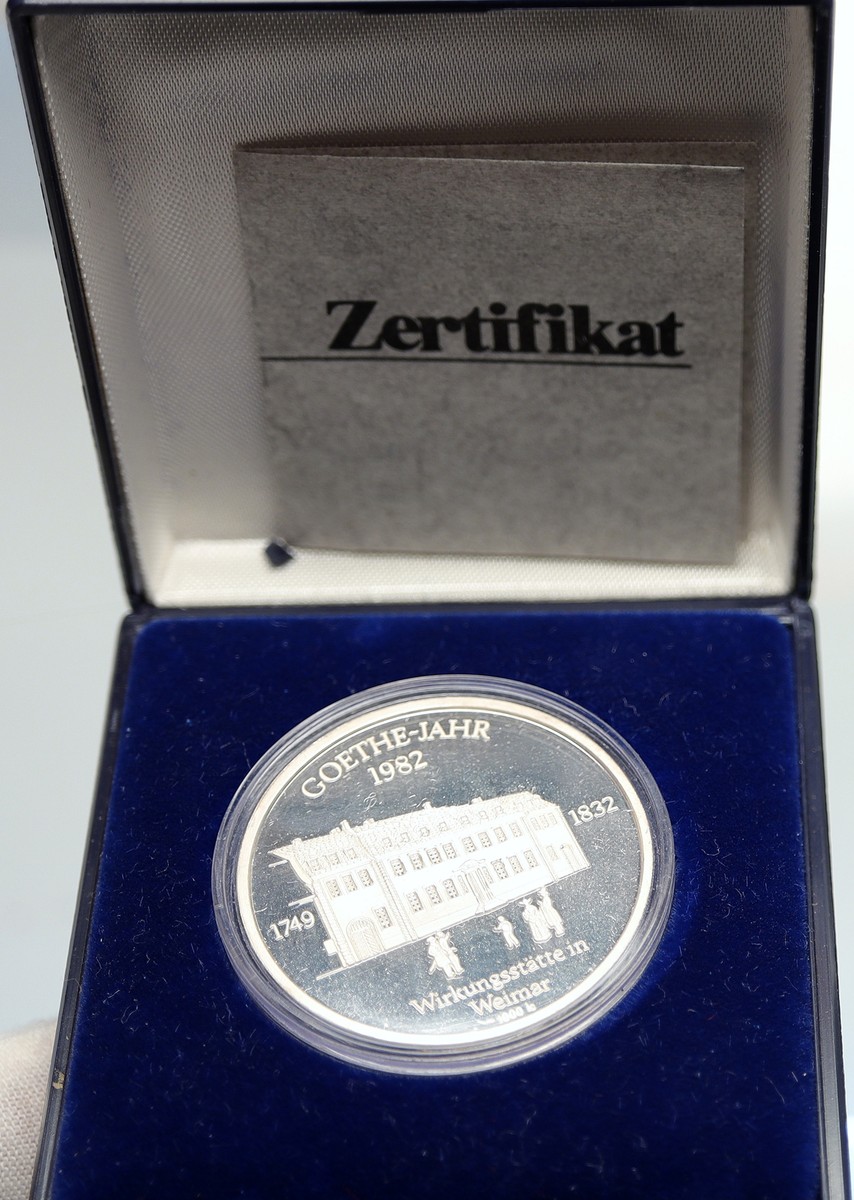 Zertifikat
GOETHE-JAHR
1982
1749
1832
Wirkungsstätte in
Weimar